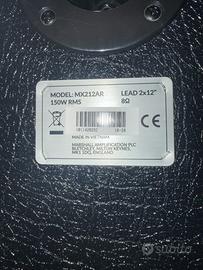 MODEL: MX212AR LEAD 2x12"
150W RMS 8Ω
MADE IN VIETNAM
MARSHALL AMPLIFICATION PLC
BLETCHLEY, MILTON KEYNES,
MK1 1DQ, ENGLAND
subito